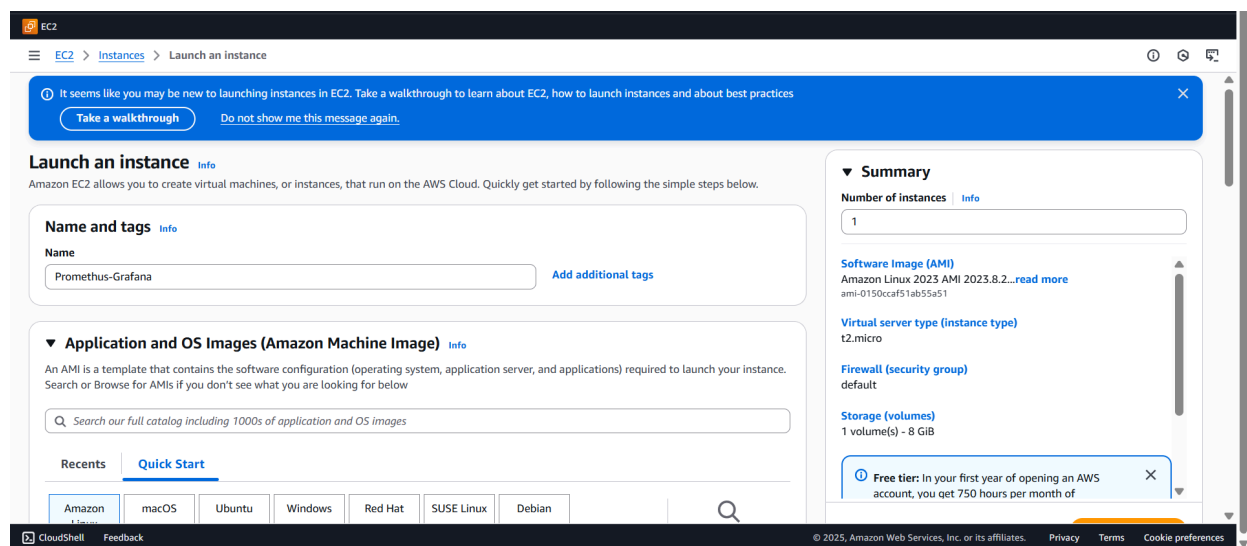 EC2
EC2 > Instances > Launch an instance
It seems like you may be new to launching instances in EC2. Take a walkthrough to learn about EC2, how to launch instances and about best practices
Take a walkthrough
Do not show me this message again.
Launch an instance Info
Amazon EC2 allows you to create virtual machines, or instances, that run on the AWS Cloud. Quickly get started by following the simple steps below.
Name and tags Info
Name
Promethus-Grafana
Add additional tags
Application and OS Images (Amazon Machine Image) Info
An AMI is a template that contains the software configuration (operating system, application server, and applications) required to launch your instance.
Search or Browse for AMIs if you don't see what you are looking for below
Search our full catalog including 1000s of application and OS images
Recents
Quick Start
Amazon
Linux
macOS
Ubuntu
Windows
Red Hat
SUSE Linux
Debian
Summary
Number of instances Info
1
Software Image (AMI)
Amazon Linux 2023 AMI 2023.8.2...read more
ami-0150ccaf51ab55a51
Virtual server type (instance type)
t2.micro
Firewall (security group)
default
Storage (volumes)
1 volume(s) - 8 GiB
Free tier: In your first year of opening an AWS
account, you get 750 hours per month of
CloudShell Feedback
© 2025, Amazon Web Services, Inc. or its affiliates. Privacy Terms Cookie preferences